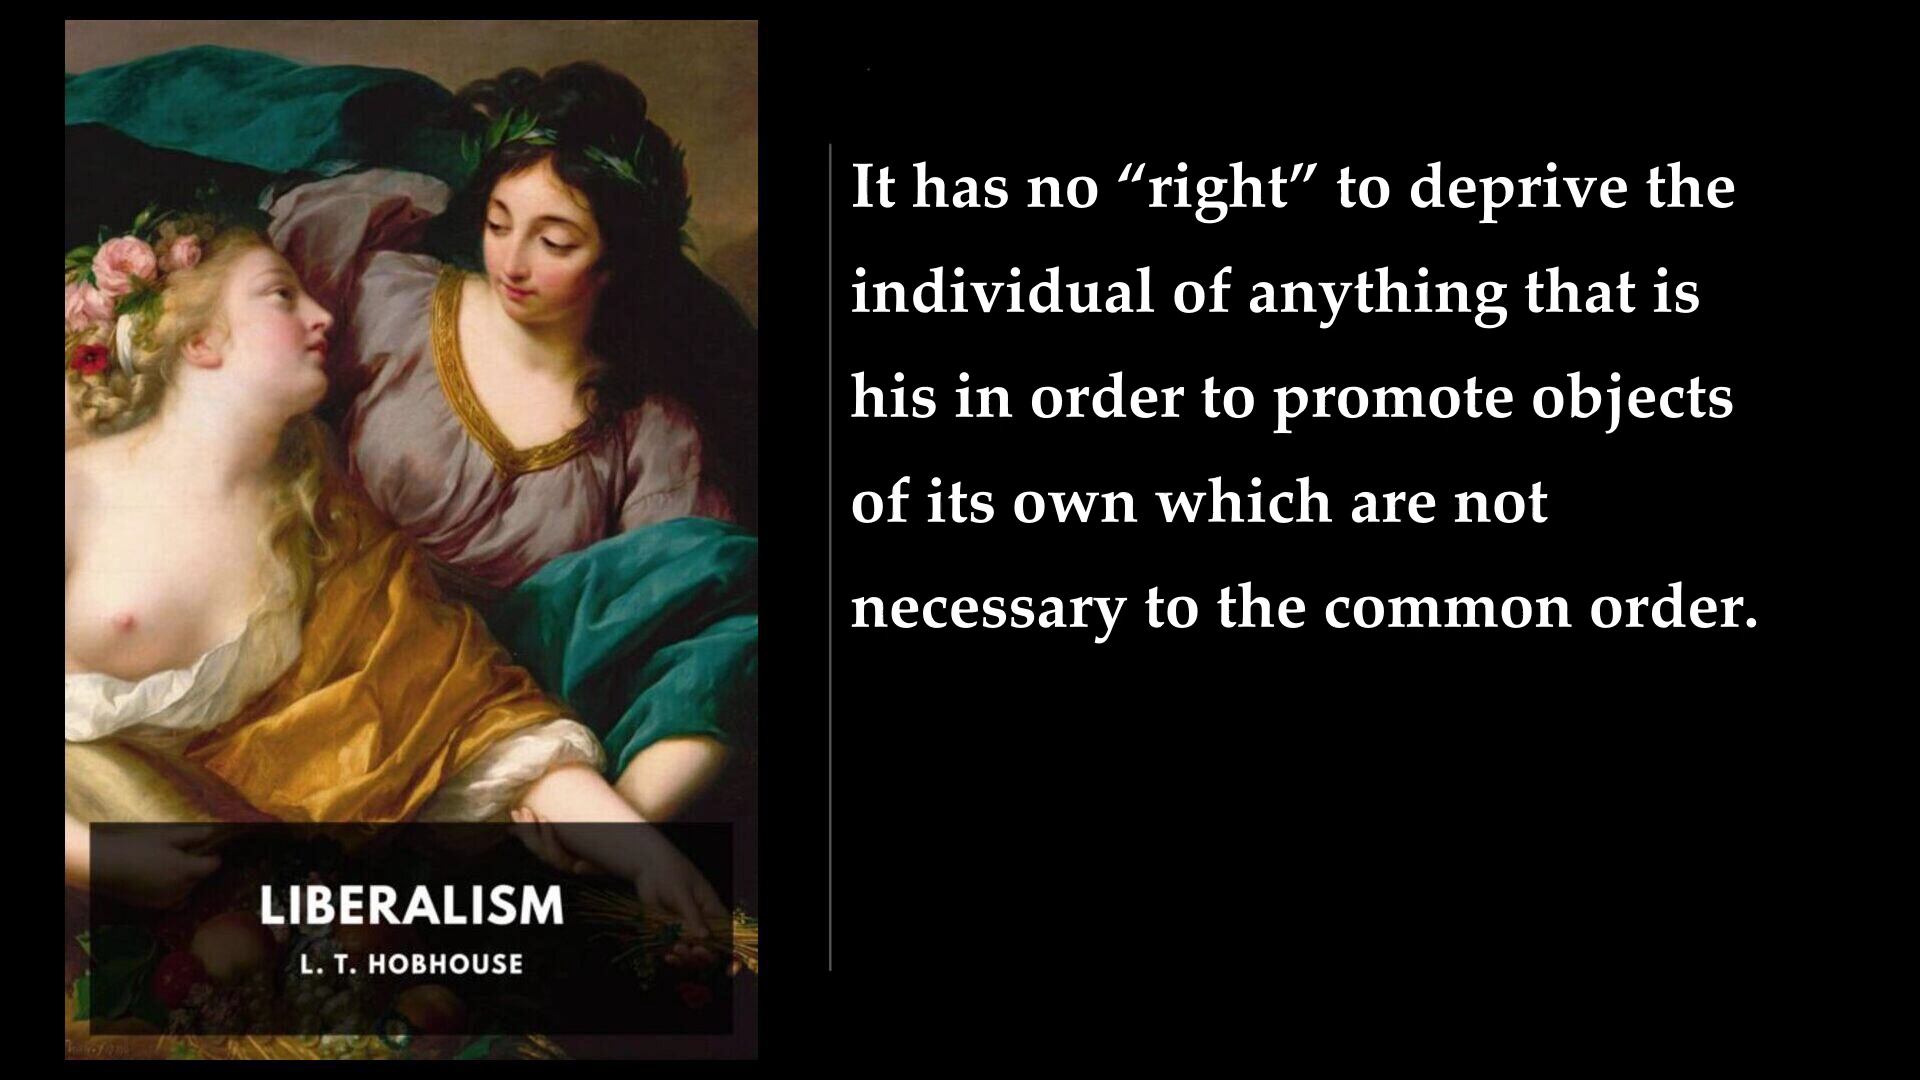 It has no “right” to deprive the
individual of anything that is
his in order to promote objects
of its own which are not
necessary to the common order.
LIBERALISM
L. T. HOBHOUSE